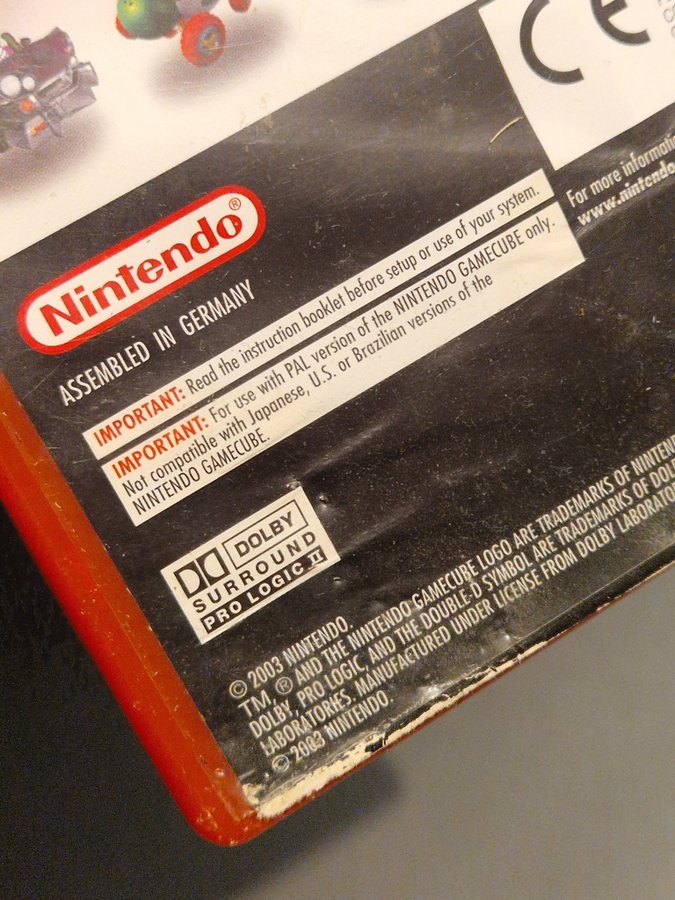 CE
For more informati
www.nintendo
Nintendo®
ASSEMBLED IN GERMANY
IMPORTANT: Read the instruction booklet before setup or use of your system.
IMPORTANT: For use with PAL version of the NINTENDO GAMECUBE only.
Not compatible with Japanese, U.S. or Brazilian versions of the
NINTENDO GAMECUBE.
DOLBY
SURROUND
PRO LOGIC II
© 2003 NINTENDO.
TM, ® AND THE NINTENDO GAMECUBE LOGO ARE TRADEMARKS OF NINTEN
DOLBY, PRO LOGIC, AND THE DOUBLE-D SYMBOL ARE TRADEMARKS OF DOL
LABORATORIES. MANUFACTURED UNDER LICENSE FROM DOLBY LABORATO
© 2003 NINTENDO.